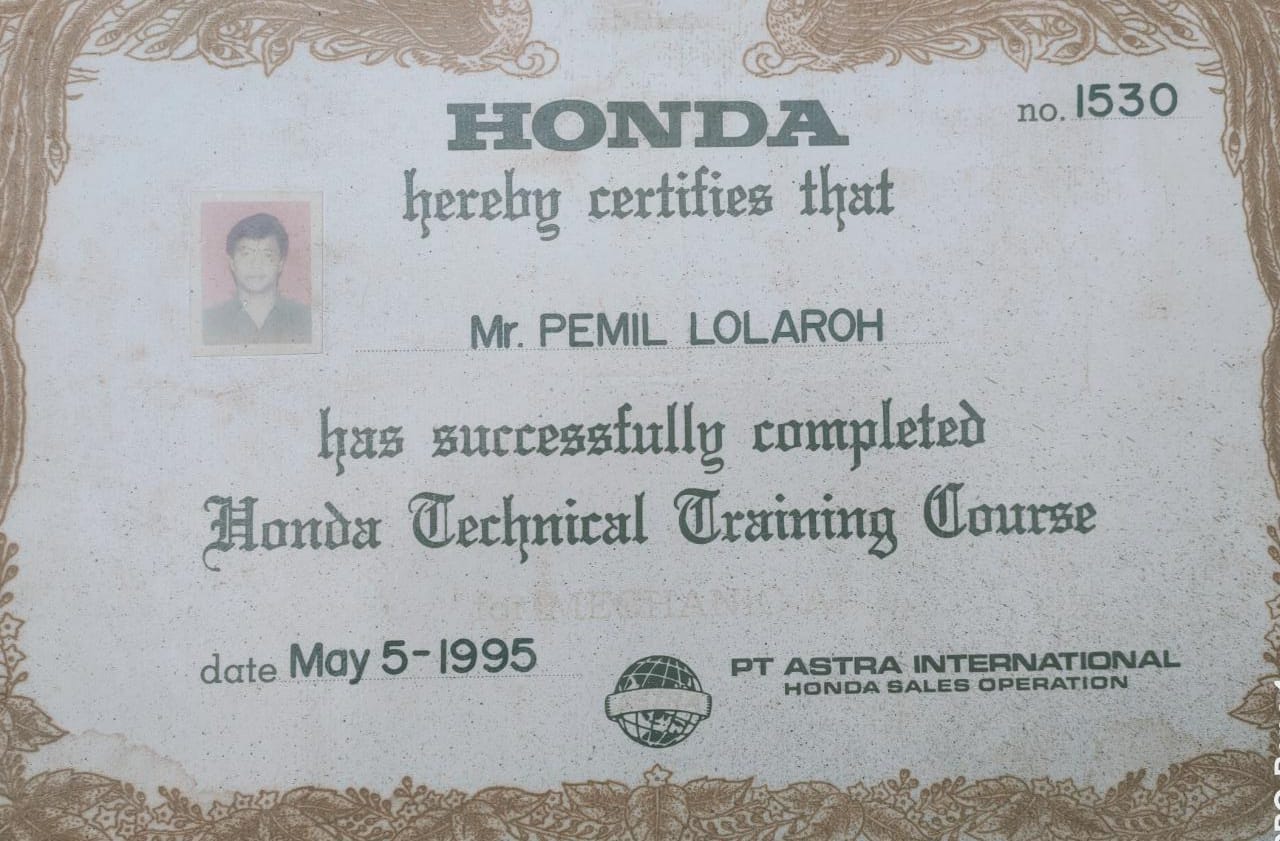 HONDA
no. 1530
hereby certifies that
Mr. PEMIL LOLAROH
has successfully completed
Honda Technical Training Course
date May 5-1995
PT ASTRA INTERNATIONAL
HONDA SALES OPERATION